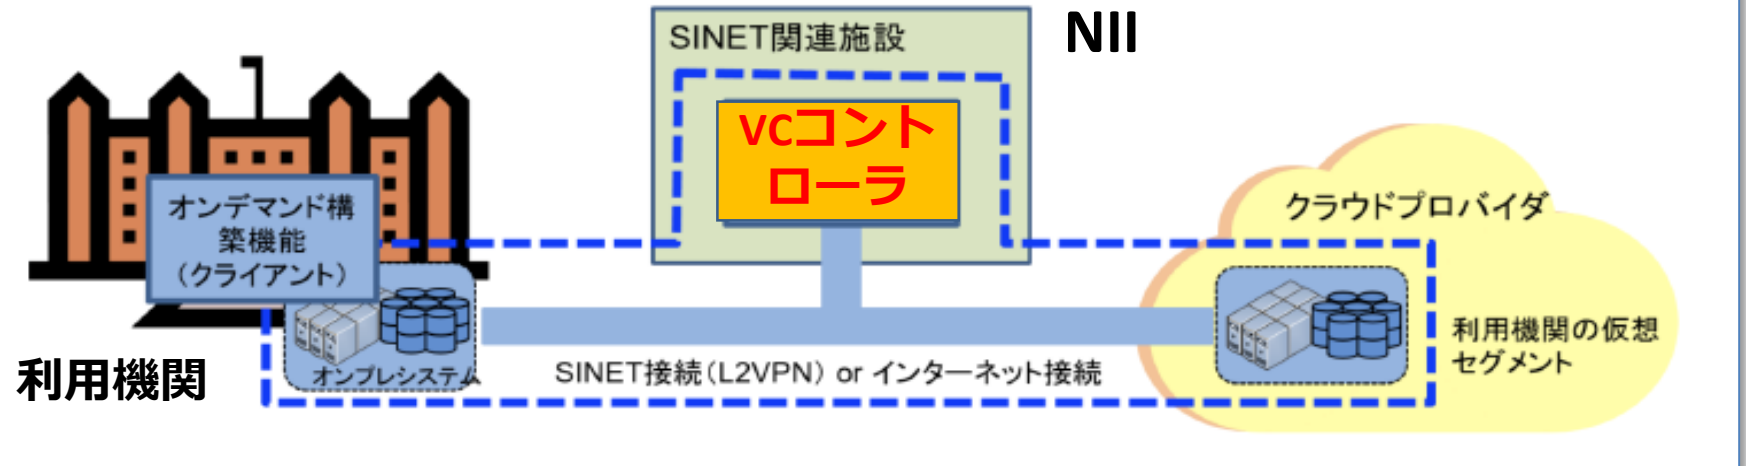 SINET関連施設
NII
VCコント
ローラ
オンデマンド構
築機能
(クライアント)
クラウドプロバイダ
利用機関の仮想
セグメント
利用機関
オンプレシステム
SINET接続(L2VPN) or インターネット接続